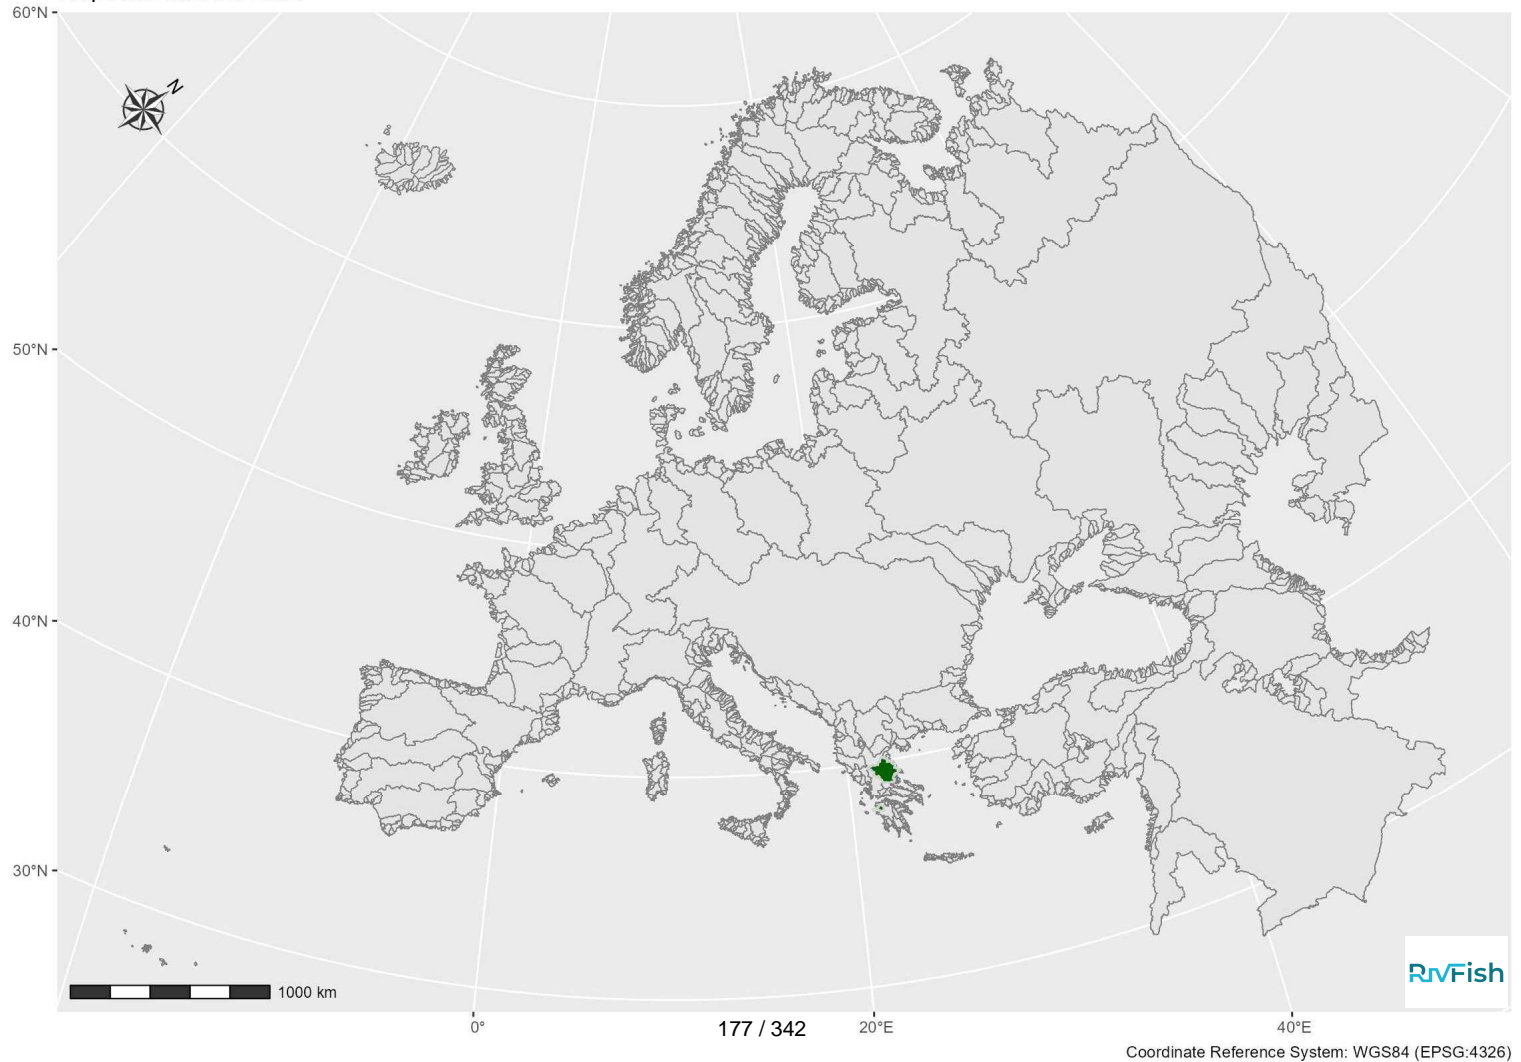 60°N
N
50°N
40°N
30°N
1000 km
RIVFish
0°
177 / 342
20°E
40°E
Coordinate Reference System: WGS84 (EPSG:4326)